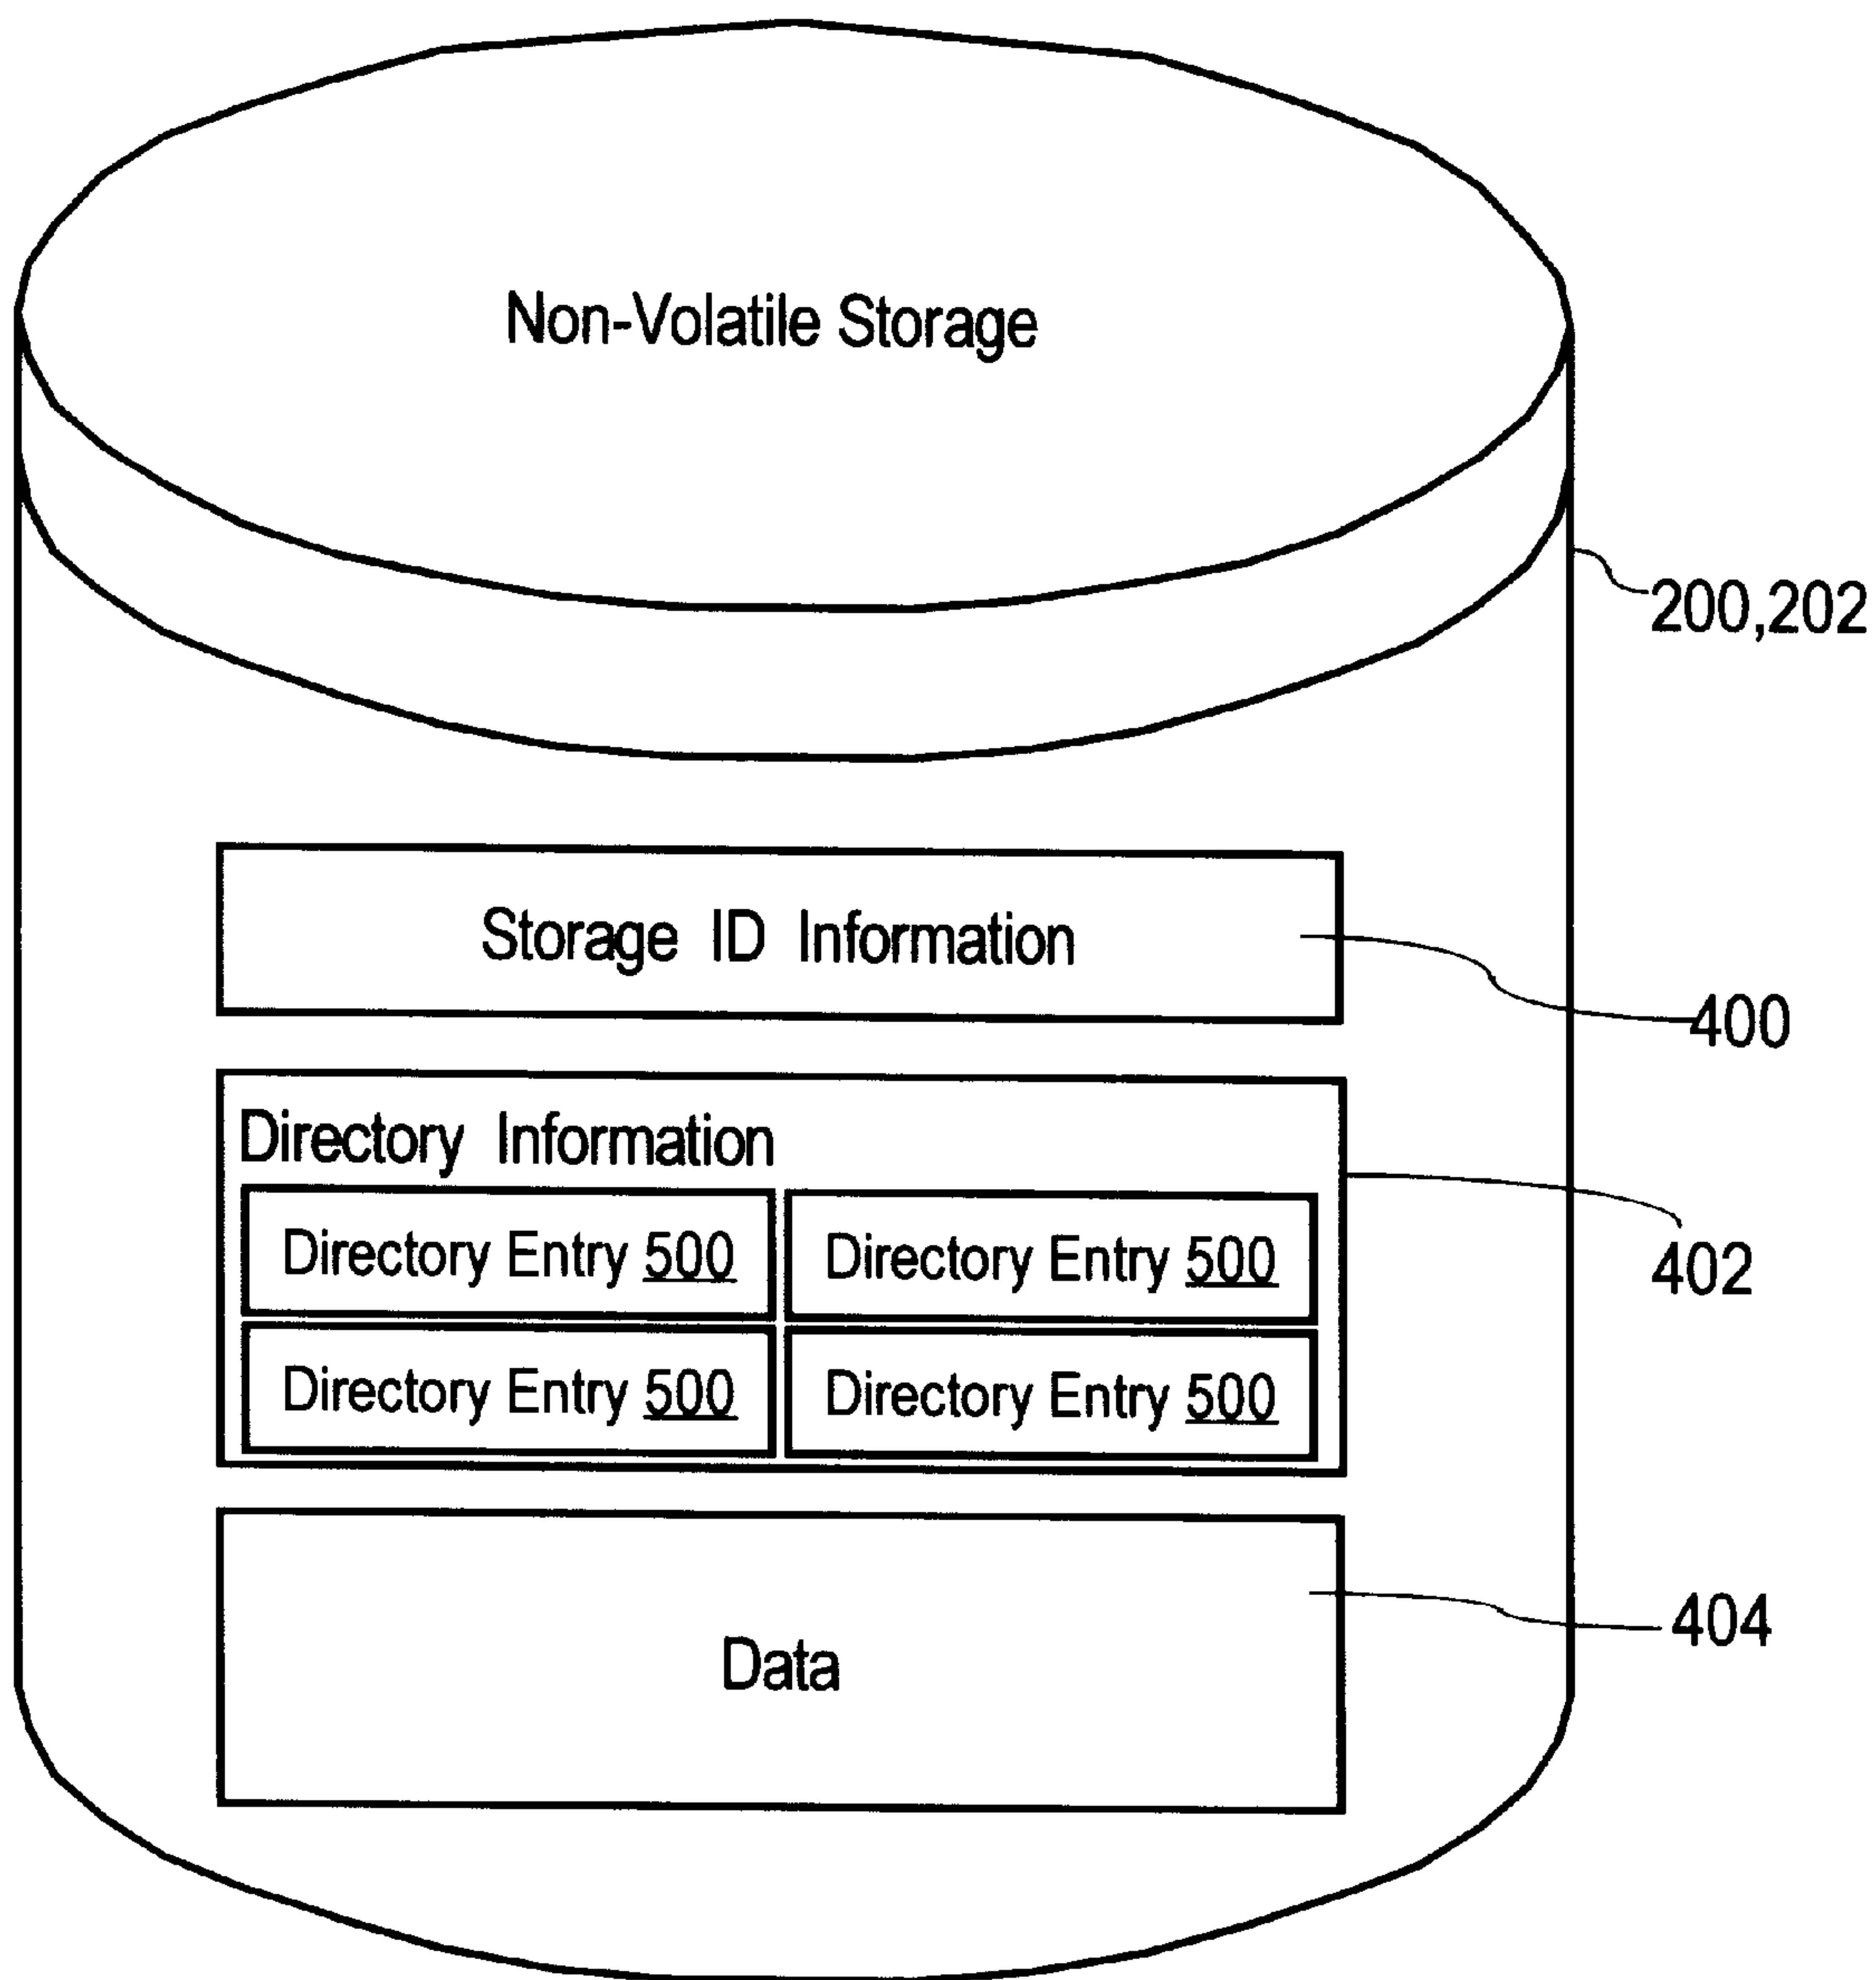 Non-Volatile Storage
200,202
Storage ID Information
400
Directory Information
Directory Entry 500 Directory Entry 500
402
Directory Entry 500 Directory Entry 500
404
Data